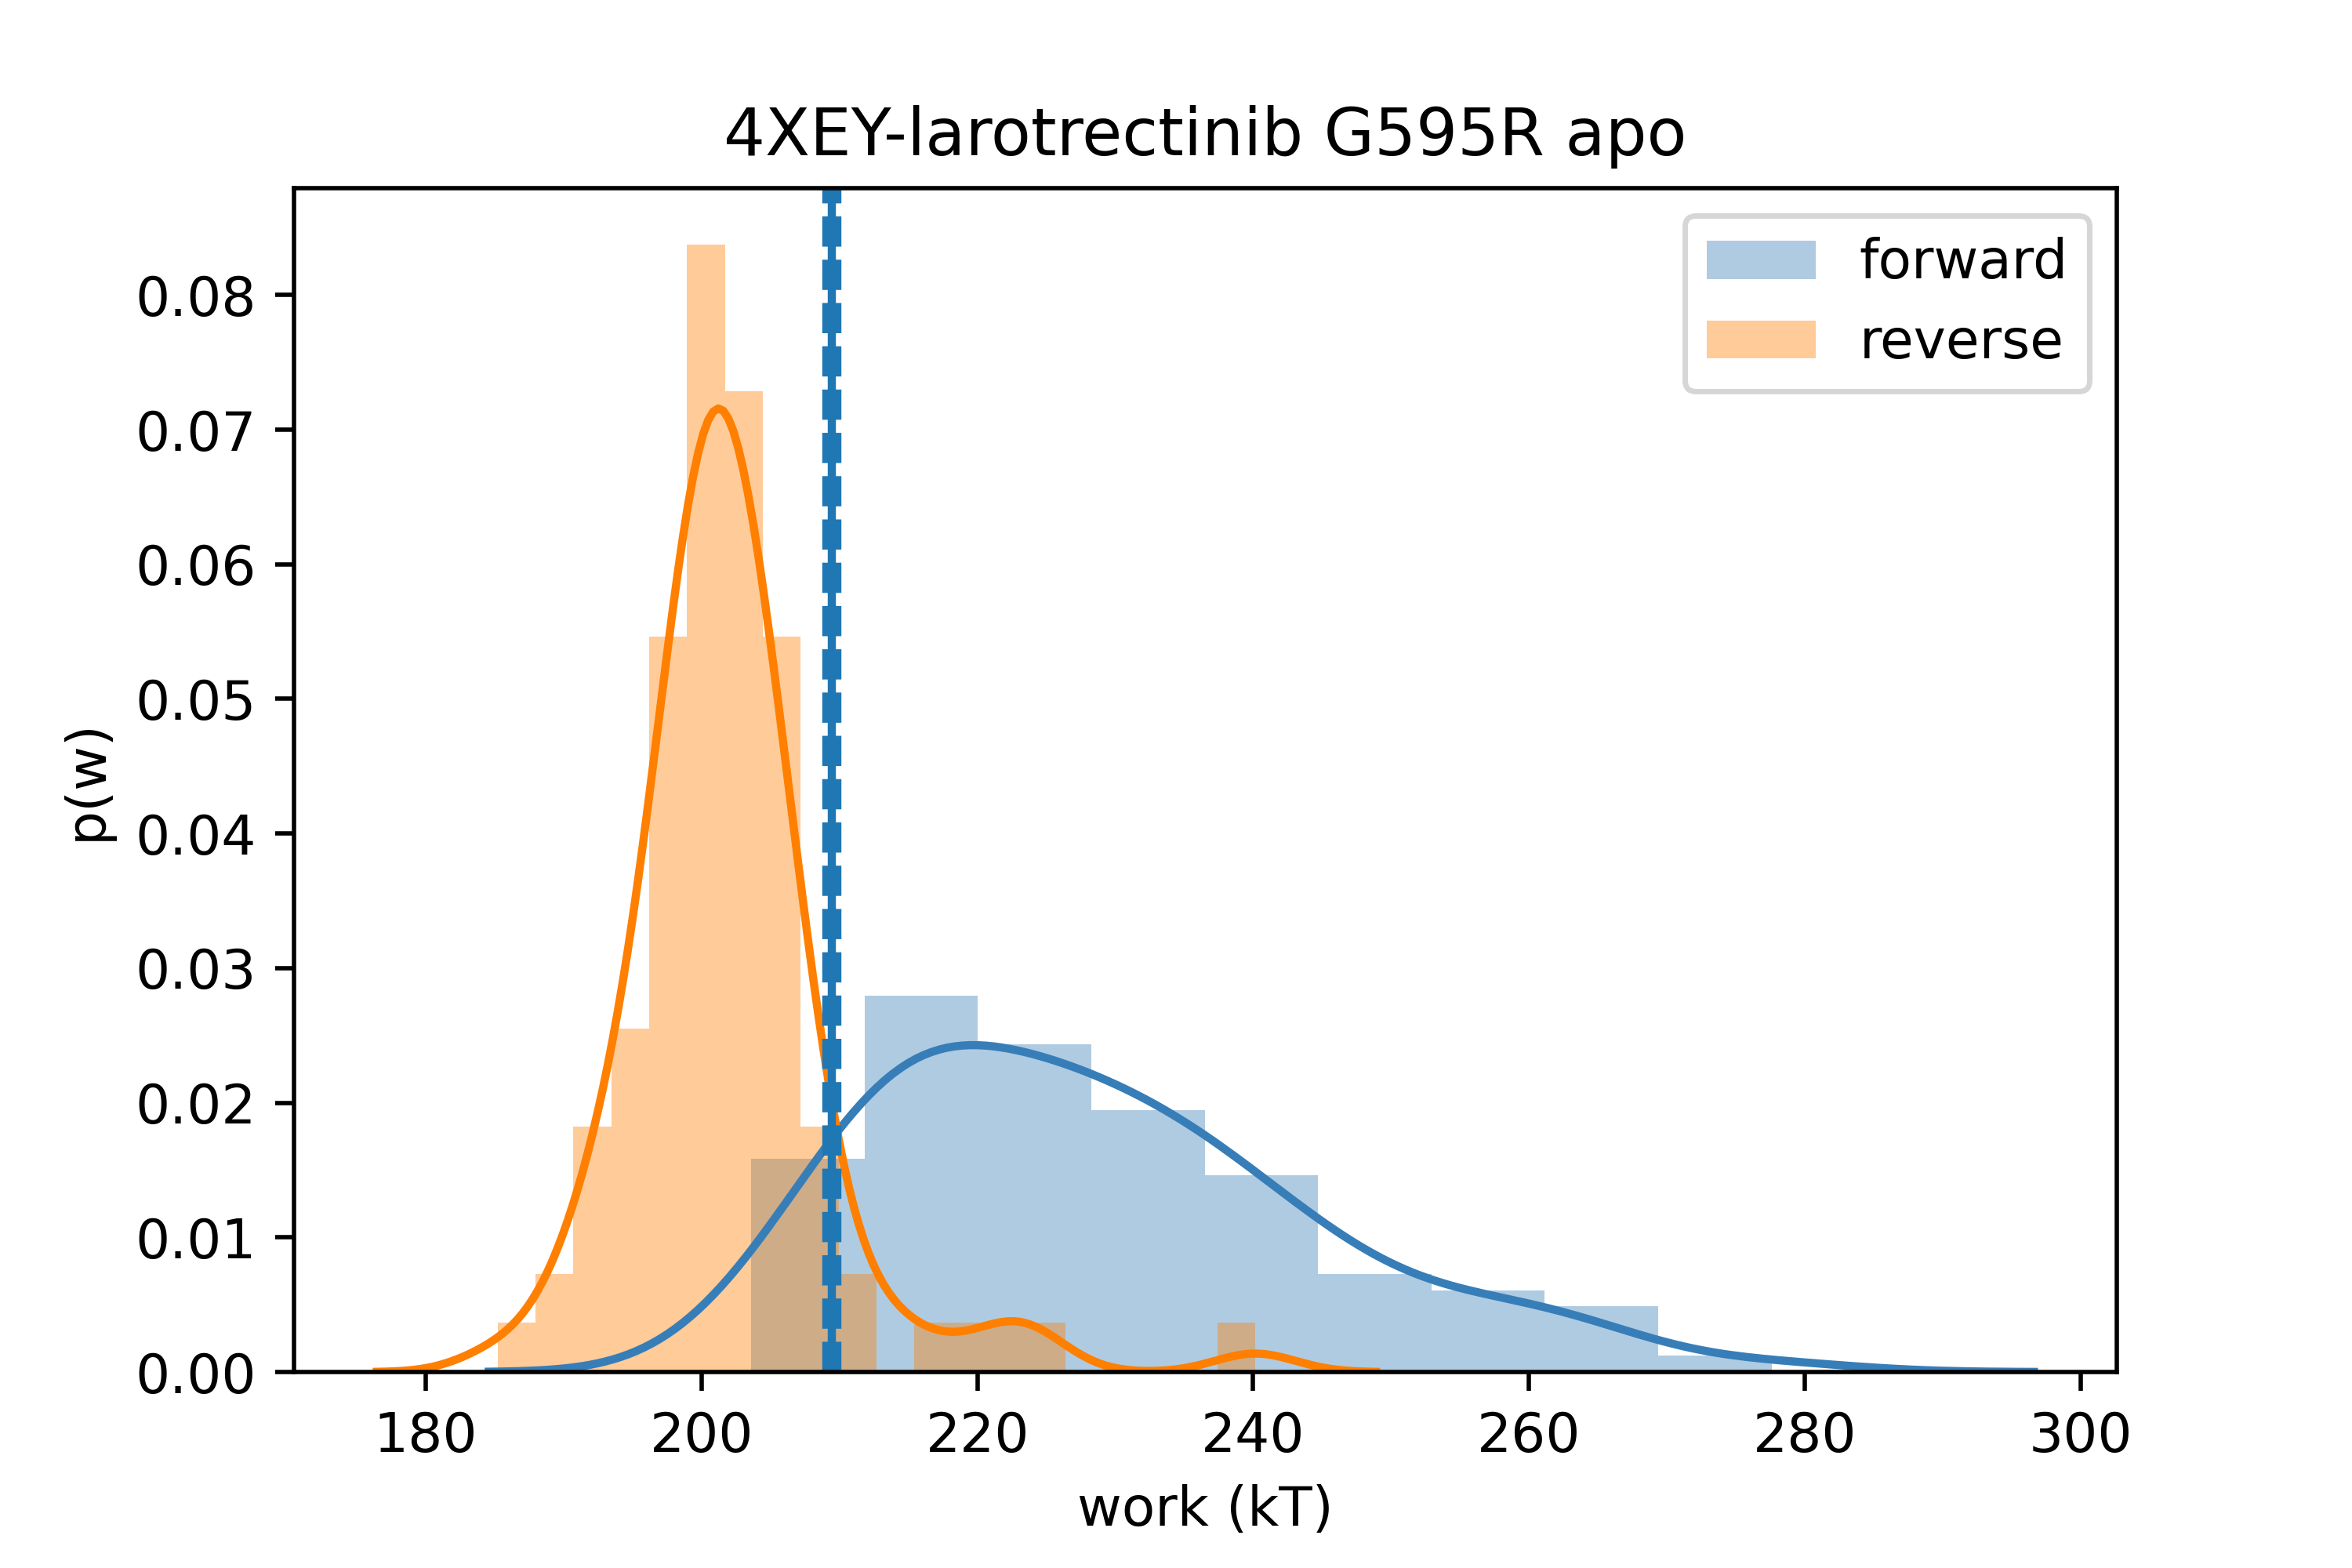 4XEY-larotrectinib G595R apo
forward
reverse
0.08
0.07
0.06
0.05
0.04
0.03
0.02
0.01
0.00
p(w)
180 200 220 240 260 280 300
work (kT)